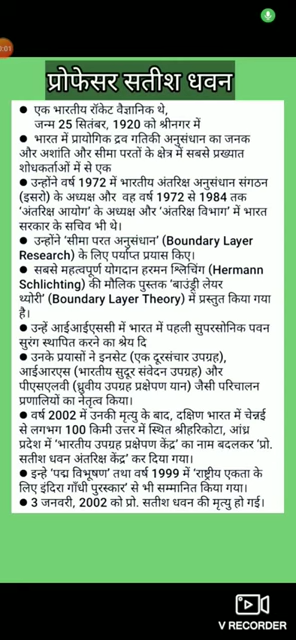 0:01
प्रोफेसर सतीश धवन
● एक भारतीय रॉकेट वैज्ञानिक थे,
जन्म 25 सितंबर, 1920 को श्रीनगर में
● भारत में प्रायोगिक द्रव गतिकी अनुसंधान का जनक
और अशांति और सीमा परतों के क्षेत्र में सबसे प्रख्यात
शोधकर्ताओं में से एक
● उन्होंने वर्ष 1972 में भारतीय अंतरिक्ष अनुसंधान संगठन
(इसरो) के अध्यक्ष और वह वर्ष 1972 से 1984 तक
'अंतरिक्ष आयोग' के अध्यक्ष और 'अंतरिक्ष विभाग' में भारत
सरकार के सचिव भी थे।
● उन्होंने 'सीमा परत अनुसंधान' (Boundary Layer
Research) के लिए पर्याप्त प्रयास किए।
● सबसे महत्वपूर्ण योगदान हरमन श्लिचिंग (Hermann
Schlichting) की मौलिक पुस्तक 'बाउंड्री लेयर
थ्योरी' (Boundary Layer Theory) में प्रस्तुत किया गया
है।
● उन्हें आईआईएससी में भारत में पहली सुपरसोनिक पवन
सुरंग स्थापित करने का श्रेय दि
● उनके प्रयासों ने इनसेट (एक दूरसंचार उपग्रह),
आईआरएस (भारतीय सुदूर संवेदन उपग्रह) और
पीएसएलवी (ध्रुवीय उपग्रह प्रक्षेपण यान) जैसी परिचालन
प्रणालियों का नेतृत्व किया।
● वर्ष 2002 में उनकी मृत्यु के बाद, दक्षिण भारत में चेन्नई
से लगभग 100 किमी उत्तर में स्थित श्रीहरिकोटा, आंध्र
प्रदेश में 'भारतीय उपग्रह प्रक्षेपण केंद्र' का नाम बदलकर 'प्रो.
सतीश धवन अंतरिक्ष केंद्र' कर दिया गया।
● इन्हे 'पद्म विभूषण' तथा वर्ष 1999 में 'राष्ट्रीय एकता के
लिए इंदिरा गाँधी पुरस्कार' से भी सम्मानित किया गया।
● 3 जनवरी, 2002 को प्रो. सतीश धवन की मृत्यु हो गई।
V RECORDER